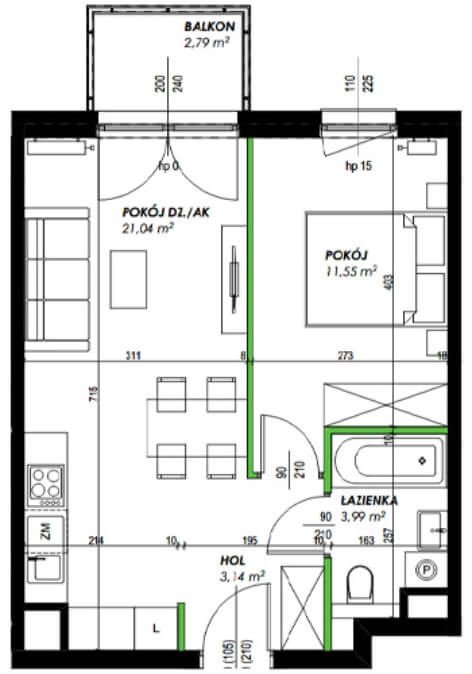 BALKON
2,79 m²
200
240
110
225
hp 0
hp 15
POKÓJ DZ./AK
21,04 m²
POKÓJ
11,55 m²
403
311
8
273
18
715
10
90
210
ŁAZIENKA
3,99 m²
ZM
90
210
257
214
10
195
10
163
HOL
3,14 m²
P
L
(105)
(210)